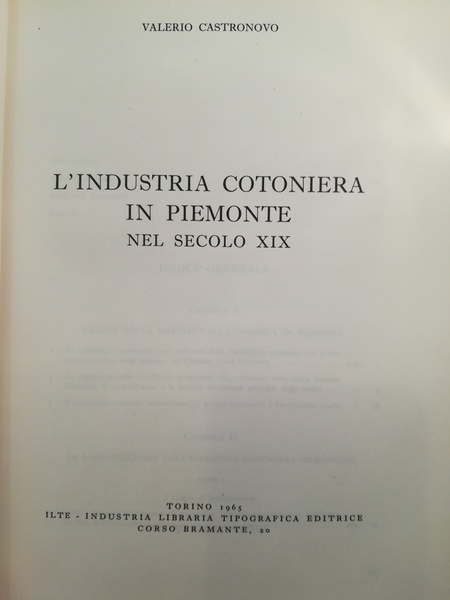 VALERIO CASTRONOVO
L'INDUSTRIA COTONIERA
IN PIEMONTE
NEL SECOLO XIX
TORINO 1965
ILTE - INDUSTRIA LIBRARIA TIPOGRAFICA EDITRICE
CORSO BRAMANTE, 20